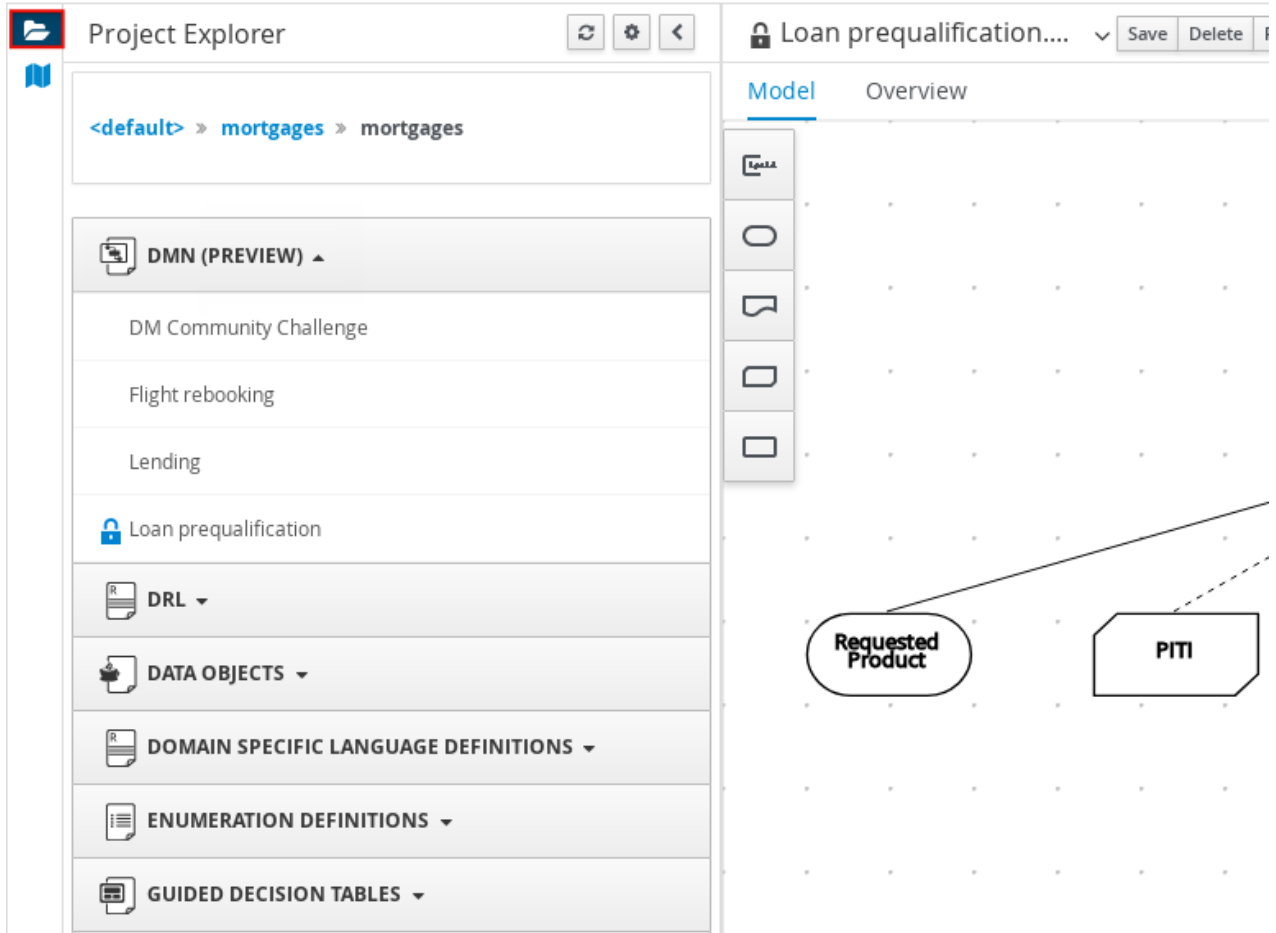 Project Explorer
<default> » mortgages » mortgages
DMN (PREVIEW)
DM Community Challenge
Flight rebooking
Lending
Loan prequalification
DRL
DATA OBJECTS
DOMAIN SPECIFIC LANGUAGE DEFINITIONS
ENUMERATION DEFINITIONS
GUIDED DECISION TABLES
Loan prequalification....
Save
Delete
Model
Overview
Requested
Product
PITI